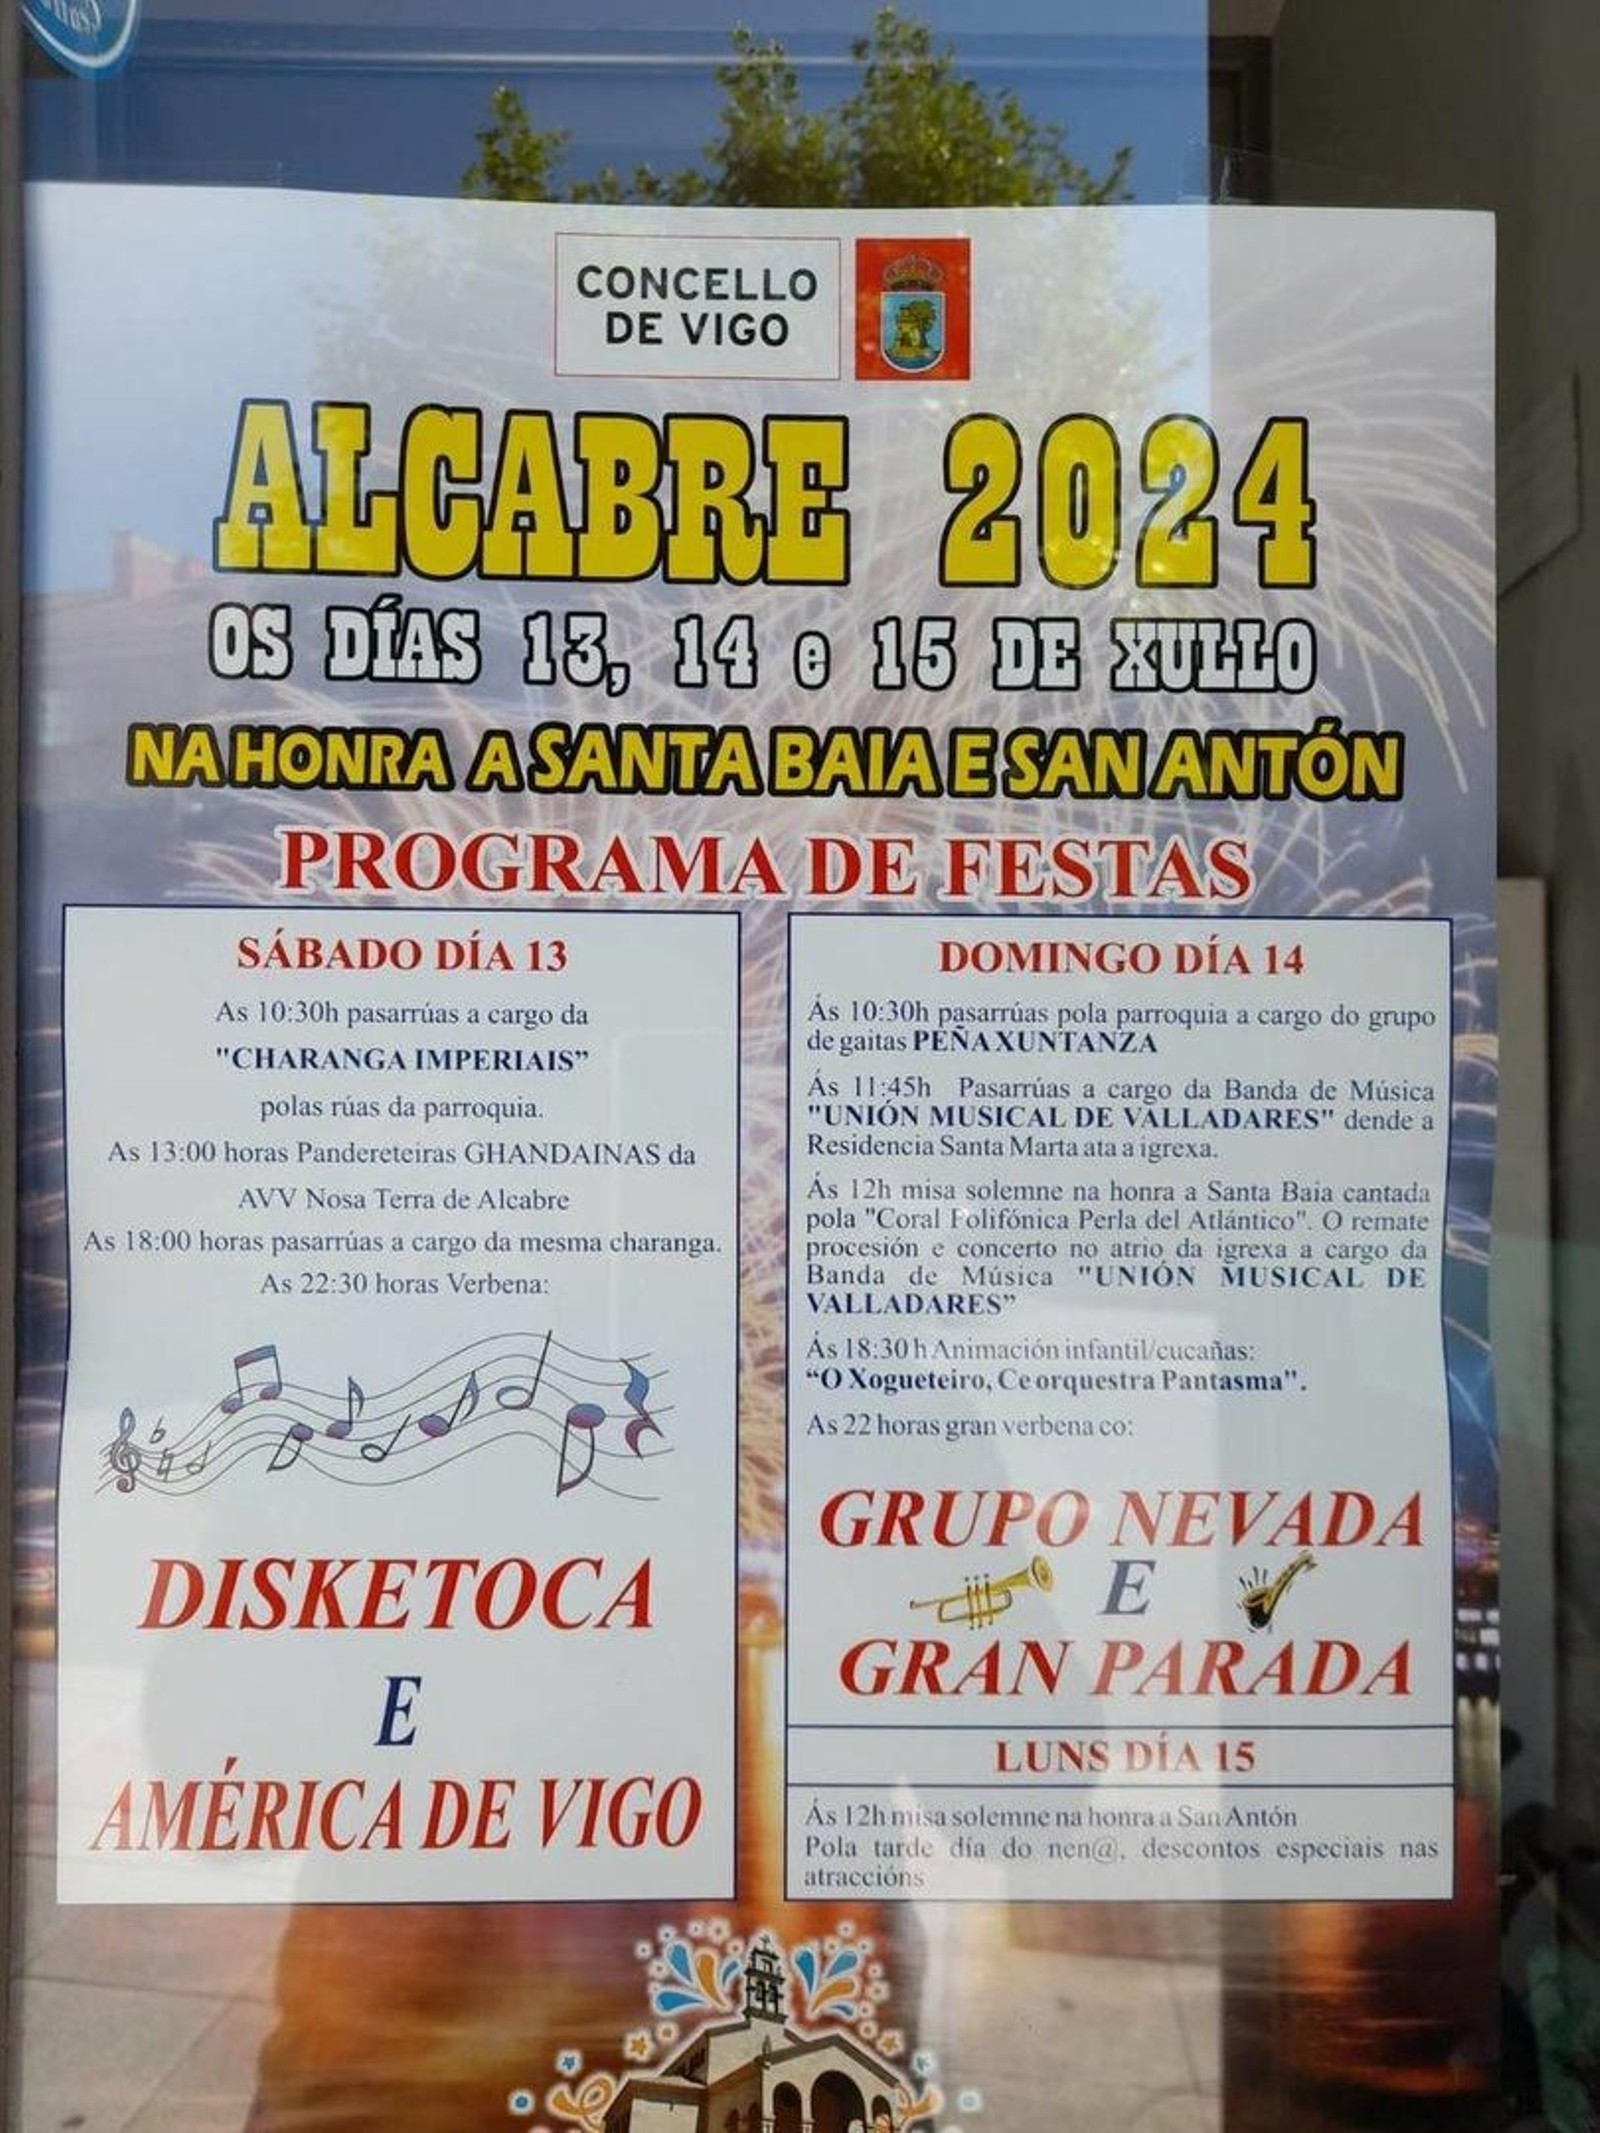 CONCELLO
DE VIGO
ALCABRE 2024
OS DÍAS 13, 14 e 15 DE XULLO
NA HONRA A SANTA BAIA E SAN ANTÓN
PROGRAMA DE FESTAS
SÁBADO DÍA 13
As 10:30h pasarrúas a cargo da
"CHARANGA IMPERIAIS”
polas rúas da parroquia.
As 13:00 horas Pandereteiras GHANDAINAS da
AVV Nosa Terra de Alcabre
As 18:00 horas pasarrúas a cargo da mesma charanga.
As 22:30 horas Verbena:
DISKETOCA
E
AMÉRICA DE VIGO
DOMINGO DÍA 14
Ás 10:30h pasarrúas pola parroquia a cargo do grupo
de gaitas PEÑA XUNTANZA
Ás 11:45h Pasarrúas a cargo da Banda de Música
"UNIÓN MUSICAL DE VALLADARES" dende a
Residencia Santa Marta ata a igrexa.
Ás 12h misa solemne na honra a Santa Baia cantada
pola "Coral Polifónica Perla del Atlántico". O remate
procesión e concerto no atrio da igrexa a cargo da
Banda de Música "UNIÓN MUSICAL DE
VALLADARES”
Ás 18:30 h Animación infantil/cucañas:
“O Xogueteiro, Ce orquestra Pantasma".
As 22 horas gran verbena co:
GRUPO NEVADA
E
GRAN PARADA
LUNS DÍA 15
Ás 12h misa solemne na honra a San Antón
Pola tarde día do nen@, descontos especiais nas
atraccións